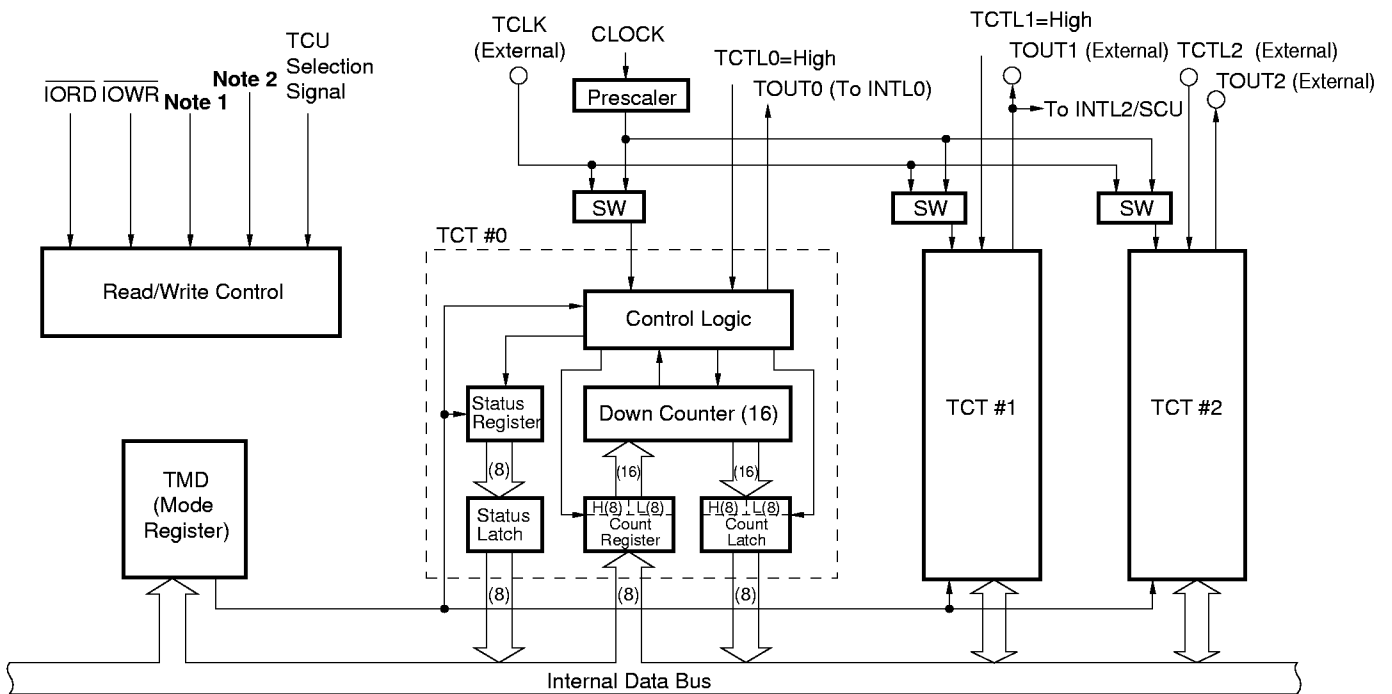 TCLK
(External)
CLOCK
Prescaler
TCTL0=High
TOUT0 (To INTL0)
TCTL1=High
TOUT1 (External)
To INTL2/SCU
TCTL2 (External)
TOUT2 (External)
IORD
IOWR
Note 1
Note 2
TCU
Selection
Signal
Read/Write Control
SW
SW
SW
TCT #0
Control Logic
Status
Register
Down Counter (16)
TCT #1
TCT #2
(8)
(16)
(16)
TMD
(Mode
Register)
Status
Latch
H(8) L(8)
Count
Register
H(8) L(8)
Count
Latch
(8)
(8)
(8)
Internal Data Bus